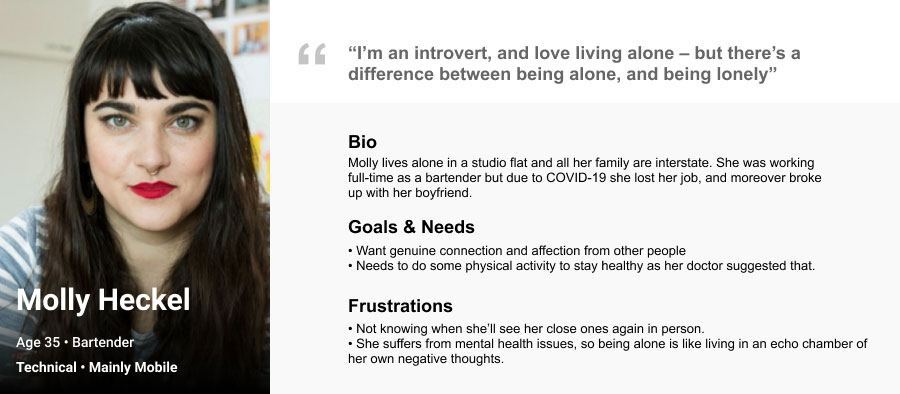 “I’m an introvert, and love living alone – but there’s a
difference between being alone, and being lonely”
Bio
Molly lives alone in a studio flat and all her family are interstate. She was working
full-time as a bartender but due to COVID-19 she lost her job, and moreover broke
up with her boyfriend.
Goals & Needs
• Want genuine connection and affection from other people
• Needs to do some physical activity to stay healthy as her doctor suggested that.
Frustrations
• Not knowing when she’ll see her close ones again in person.
• She suffers from mental health issues, so being alone is like living in an echo chamber of
her own negative thoughts.
Molly Heckel
Age 35 • Bartender
Technical • Mainly Mobile